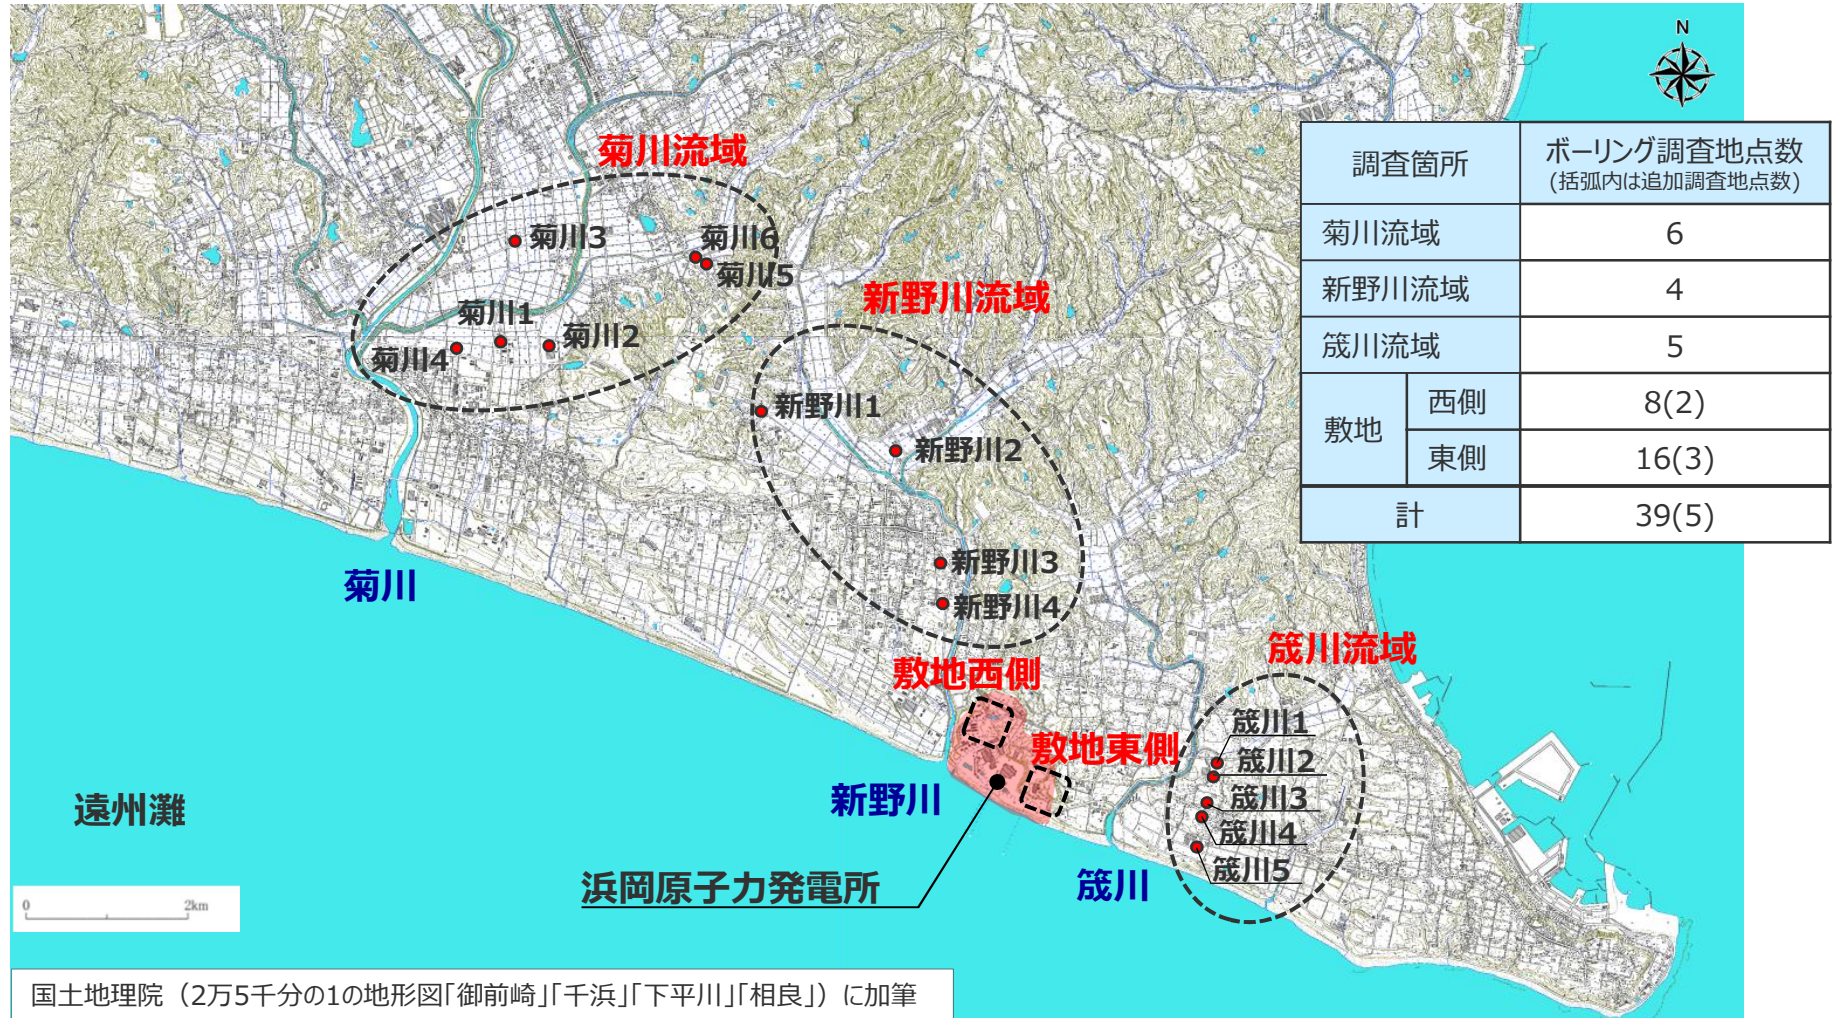 N
調査箇所 ボーリング調査地点数
(括弧内は追加調査地点数)
菊川流域 6
新野川流域 4
筬川流域 5
敷地 西側 8(2)
東側 16(3)
計 39(5)
菊川流域
菊川3
菊川6
菊川5
菊川1
菊川2
菊川4
新野川流域
新野川1
新野川2
新野川3
新野川4
菊川
敷地西側
敷地東側
筬川流域
筬川1
筬川2
筬川3
筬川4
筬川5
新野川
遠州灘
浜岡原子力発電所
筬川
0 2km
国土地理院（2万5千分の1の地形図｢御前崎｣｢千浜｣｢下平川｣｢相良｣）に加筆